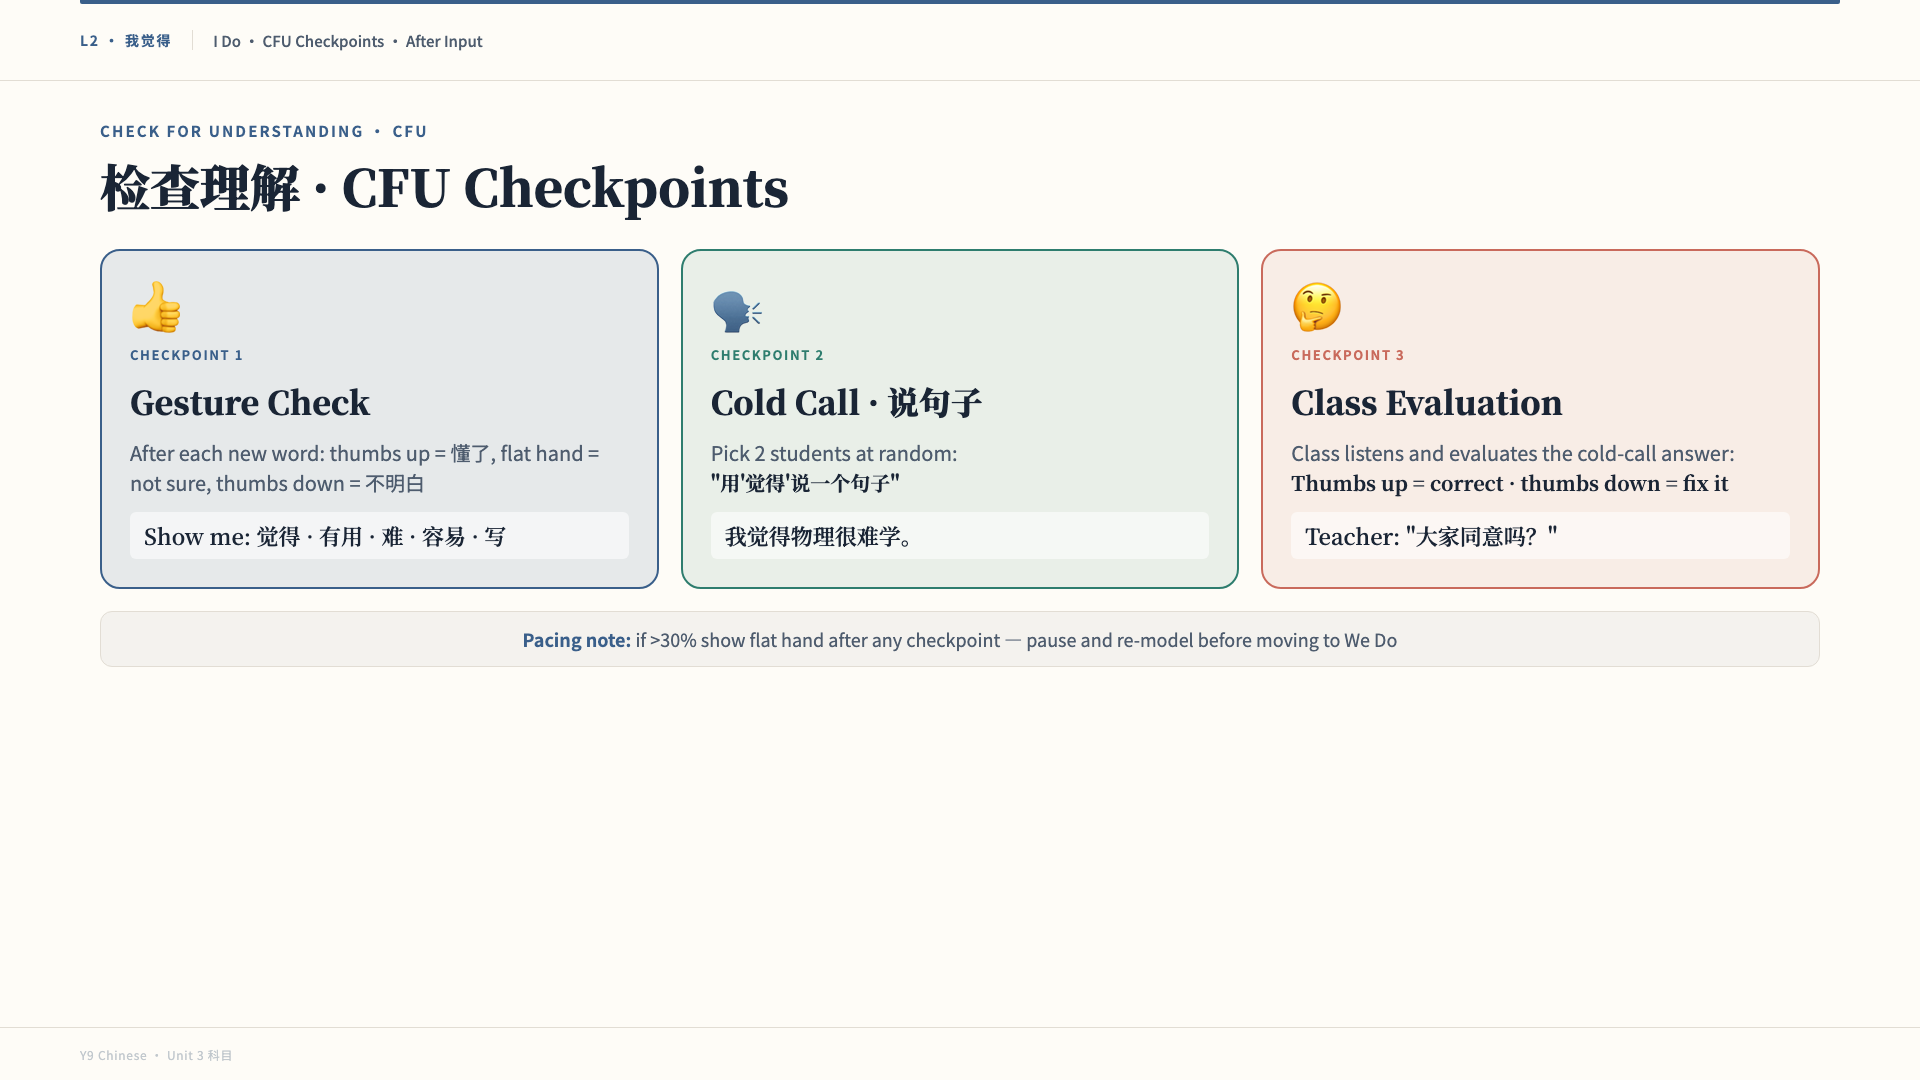 L2 · 我觉得
I Do · CFU Checkpoints · After Input
CHECK FOR UNDERSTANDING · CFU
检查理解 · CFU Checkpoints
CHECKPOINT 1
Gesture Check
After each new word: thumbs up = 懂了, flat hand =
not sure, thumbs down = 不明白
Show me: 觉得 · 有用 · 难 · 容易 · 写
CHECKPOINT 2
Cold Call · 说句子
Pick 2 students at random:
"用'觉得'说一个句子"
我觉得物理很难学。
CHECKPOINT 3
Class Evaluation
Class listens and evaluates the cold-call answer:
Thumbs up = correct · thumbs down = fix it
Teacher: "大家同意吗？"
Pacing note: if >30% show flat hand after any checkpoint — pause and re-model before moving to We Do
Y9 Chinese · Unit 3 科目